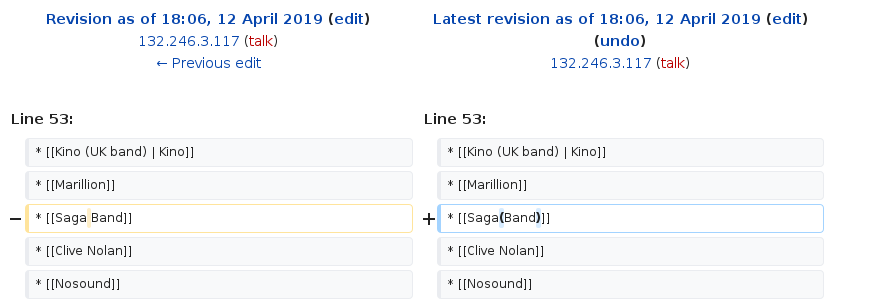 Revision as of 18:06, 12 April 2019 (edit)
132.246.3.117 (talk)
← Previous edit
Latest revision as of 18:06, 12 April 2019 (edit)
(undo)
132.246.3.117 (talk)
Line 53:
Line 53:
* [[Kino (UK band) | Kino]]
* [[Kino (UK band) | Kino]]
* [[Marillion]]
* [[Marillion]]
− * [[Saga Band]]
+ * [[Saga(Band)]]
* [[Clive Nolan]]
* [[Clive Nolan]]
* [[Nosound]]
* [[Nosound]]